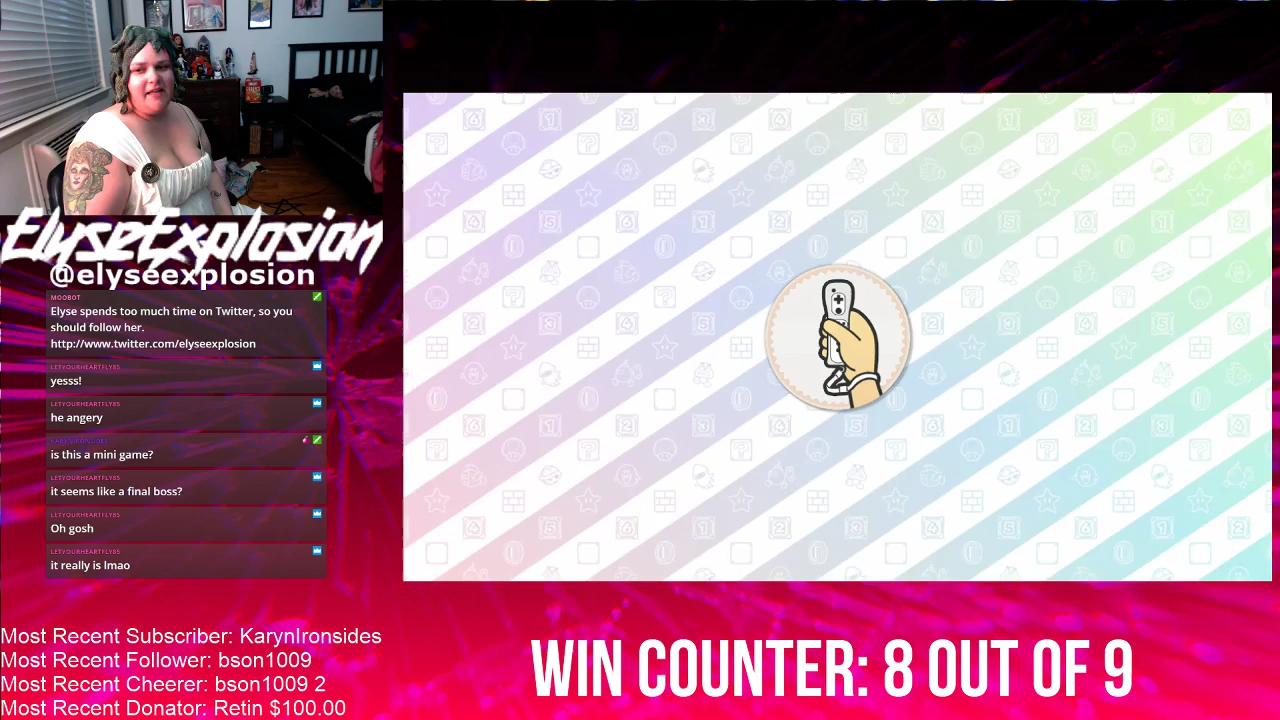 ElyseExplosion
@elyseexplosion
MOOBOT
Elyse spends too much time on Twitter, so you
should follow her.
http://www.twitter.com/elyseexplosion
LETYOURHEARTFLY85
yesss!
LETYOURHEARTFLY85
he angery
KARYNIRONSIDES
is this a mini game?
LETYOURHEARTFLY85
it seems like a final boss?
LETYOURHEARTFLY85
Oh gosh
LETYOURHEARTFLY85
it really is lmao
Most Recent Subscriber: KarynIronsides
Most Recent Follower: bson1009
Most Recent Cheerer: bson1009 2
Most Recent Donator: Retin $100.00
WIN COUNTER: 8 OUT OF 9